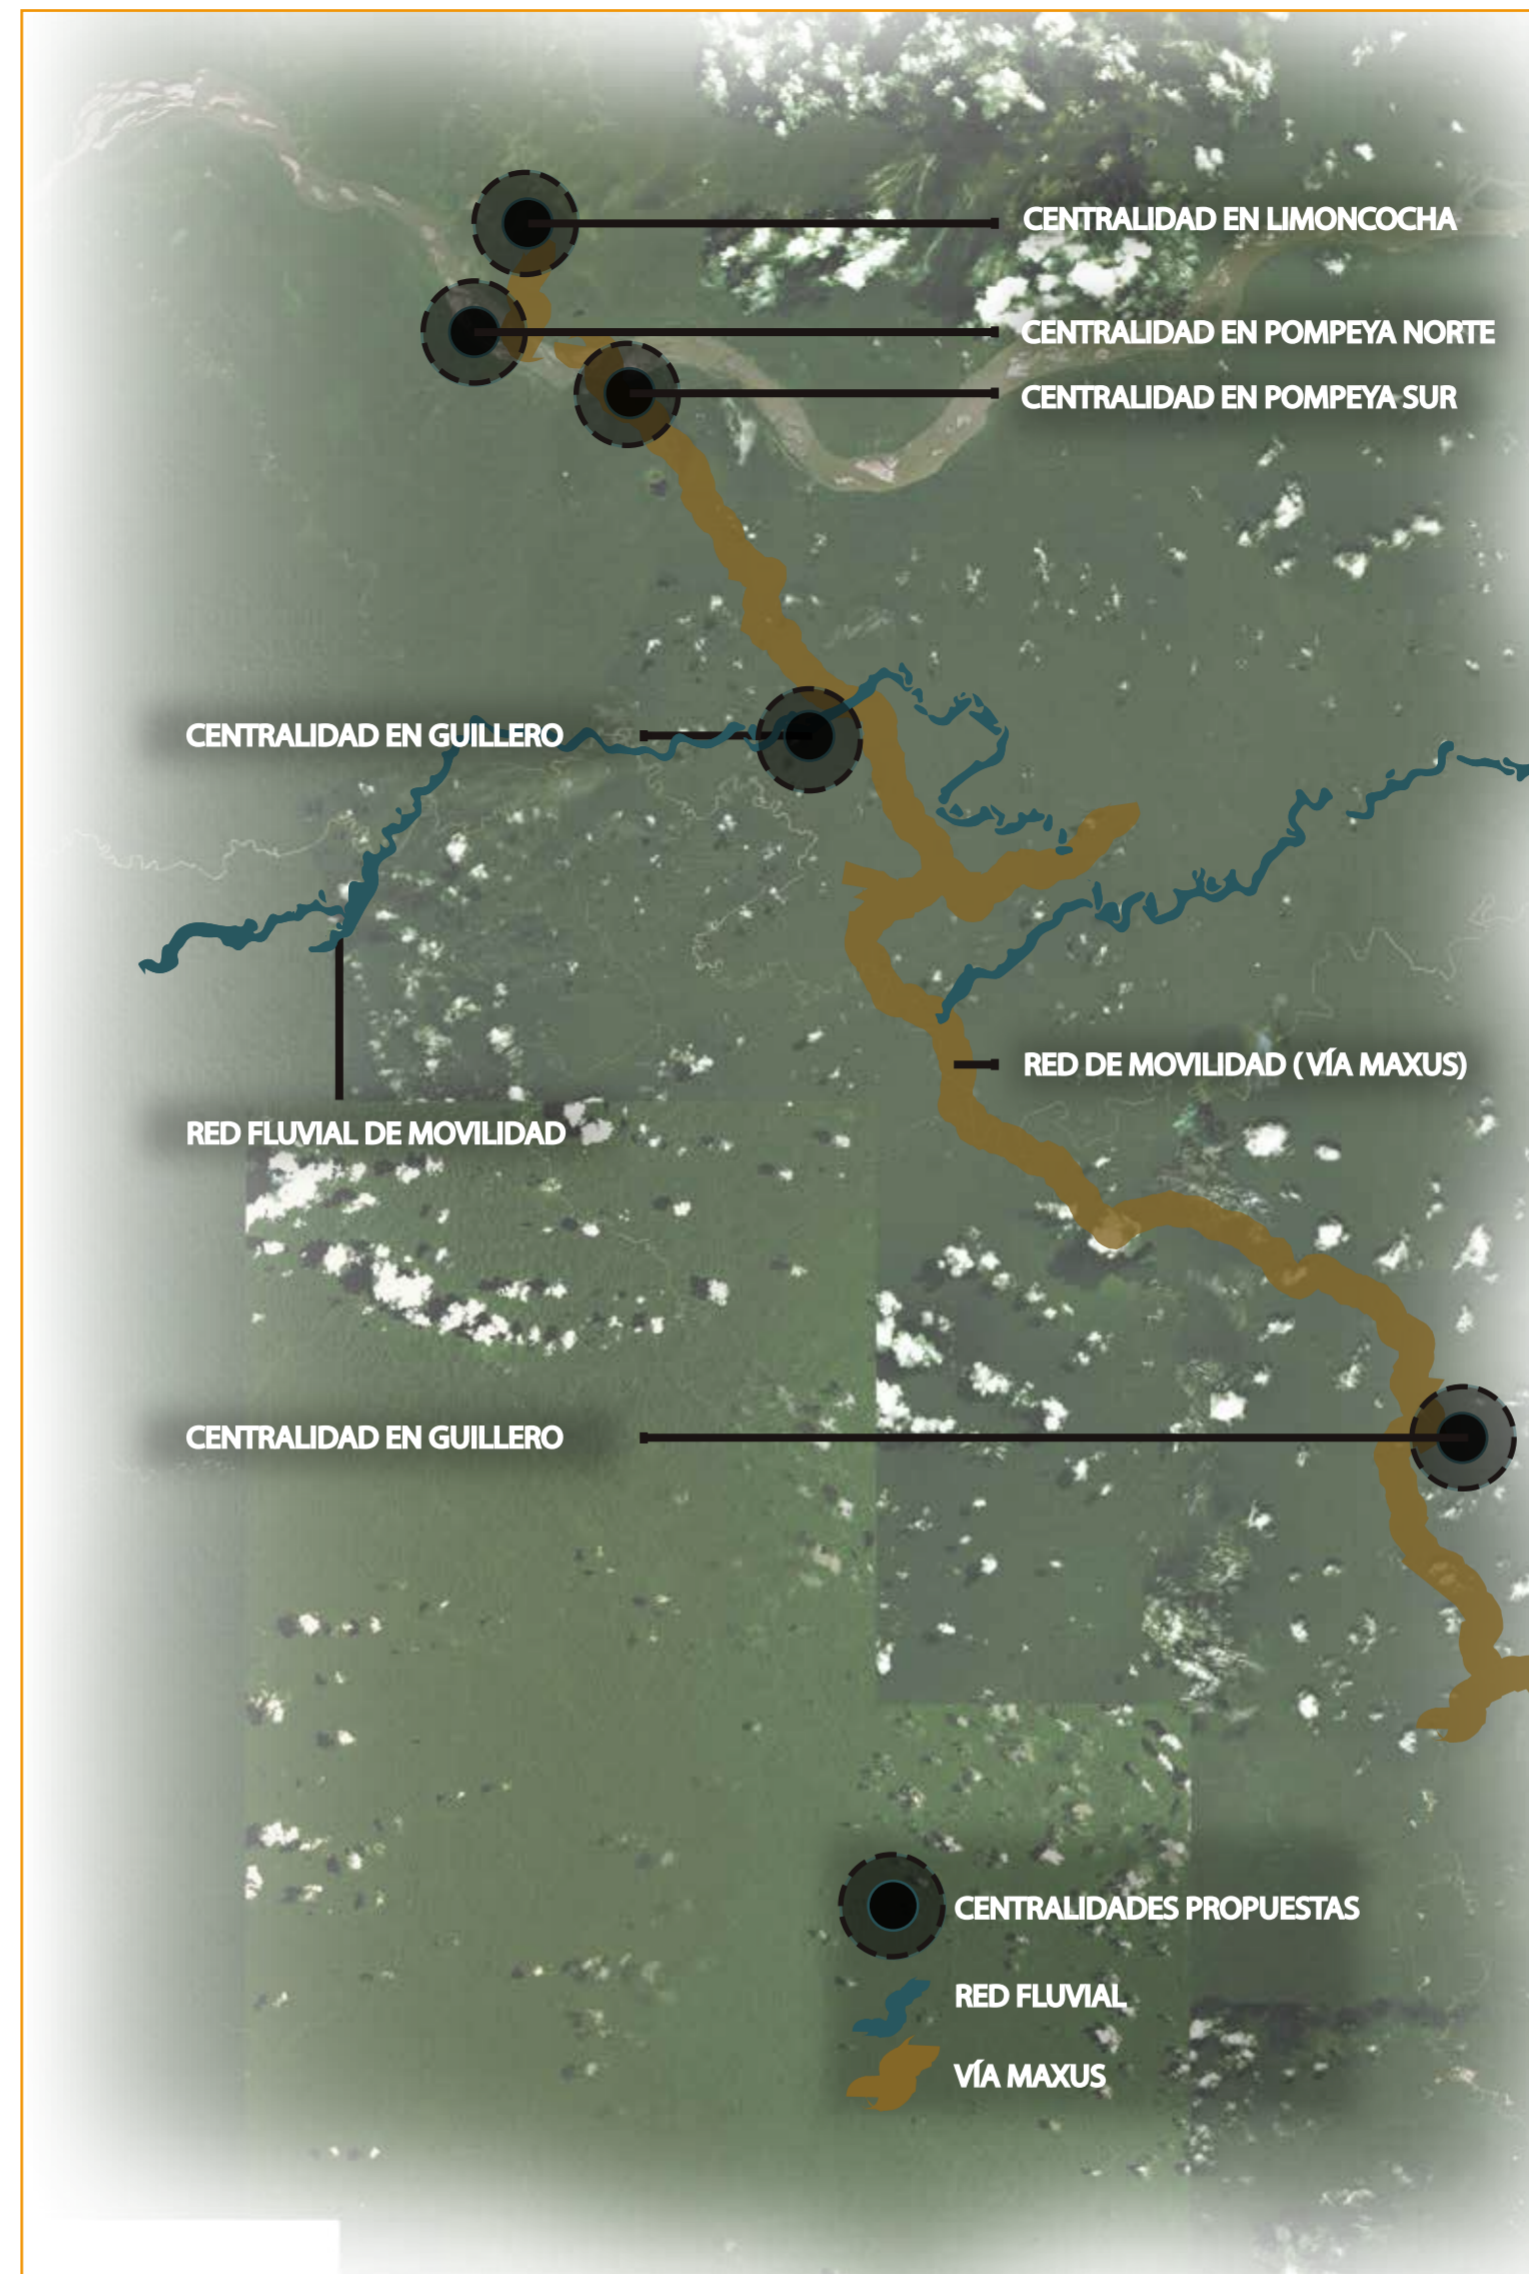 CENTRALIDAD EN LIMONCOCHA
CENTRALIDAD EN POMPEYA NORTE
CENTRALIDAD EN POMPEYA SUR
CENTRALIDAD EN GUILLERO
RED DE MOVILIDAD (VÍA MAXUS)
RED FLUVIAL DE MOVILIDAD
CENTRALIDAD EN GUILLERO
CENTRALIDADES PROPUESTAS
RED FLUVIAL
VÍA MAXUS